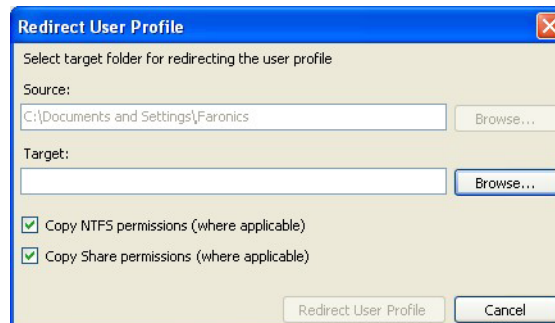 Redirect User Profile
Select target folder for redirecting the user profile
Source:
C:\Documents and Settings\Faronics
Browse...
Target:
Browse...
Copy NTFS permissions (where applicable)
Copy Share permissions (where applicable)
Redirect User Profile
Cancel